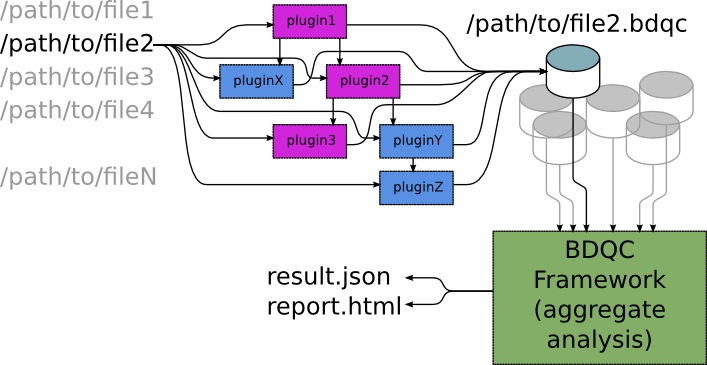 /path/to/file1
/path/to/file2
/path/to/file3
/path/to/file4
/path/to/fileN
plugin1
pluginX
plugin2
plugin3
pluginY
pluginZ
/path/to/file2.bdqc
BDQC
Framework
(aggregate
analysis)
result.json
report.html